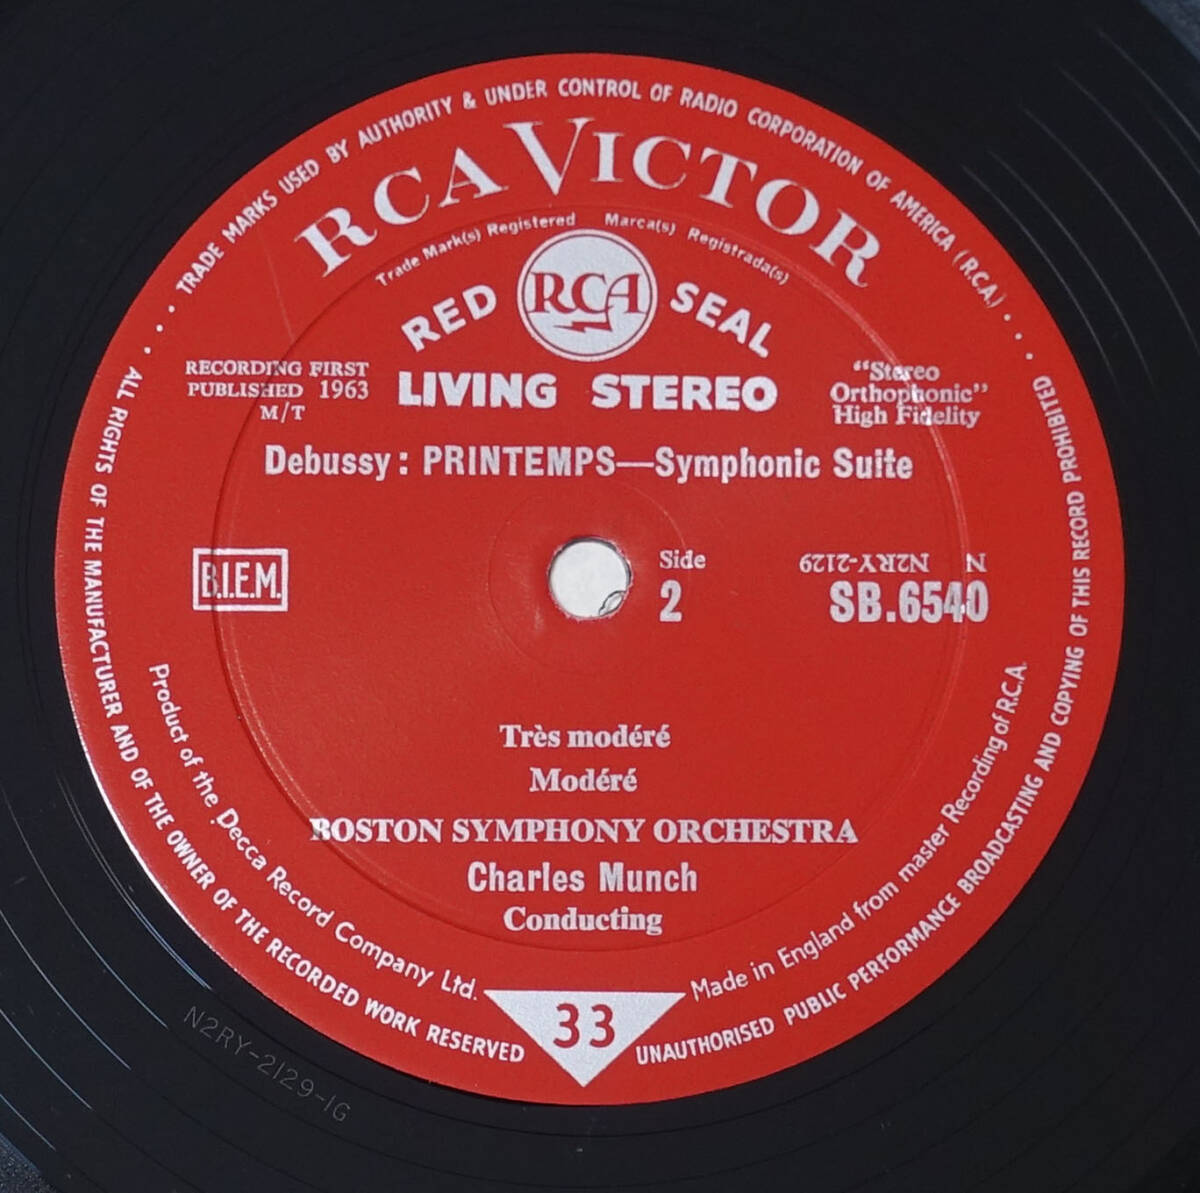 TRADE MARKS USED BY AUTHORITY & UNDER CONTROL OF RADIO CORPORATION OF AMERICA (R.C.A.)
RCA VICTOR
Trade Mark(s) Registered Marca(s) Registrada(s)
RED RCA SEAL
RECORDING FIRST
PUBLISHED 1963
M/T
LIVING STEREO
“Stereo
Orthophonic”
High Fidelity
Debussy: PRINTEMPS—Symphonic Suite
B.I.E.M.
Side
2
N N2RY-2129
SB.6540
Très modéré
Modéré
BOSTON SYMPHONY ORCHESTRA
Charles Munch
Conducting
Product of the Decca Record Company Ltd.
Made in England from master Recording of R.C.A.
33
ALL RIGHTS OF THE MANUFACTURER AND OF THE OWNER OF THE RECORDED WORK RESERVED
UNAUTHORISED PUBLIC PERFORMANCE BROADCASTING AND COPYING OF THIS RECORD PROHIBITED
N2RY-2129-1G